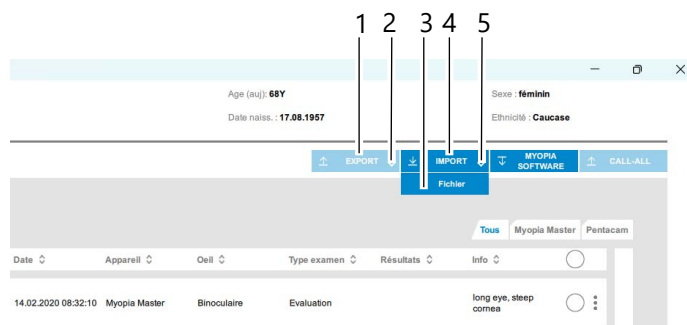 1 2 3 4 5
Age (auj): 68Y Sexe : féminin
Date naiss. : 17.08.1957 Ethnicité : Caucase
EXPORT IMPORT MYOPIA SOFTWARE CALL-ALL
Fichier
Tous Myopia Master Pentacam
Date Appareil Oeil Type examen Résultats Info
14.02.2020 08:32:10 Myopia Master Binoculaire Evaluation long eye, steep
cornea